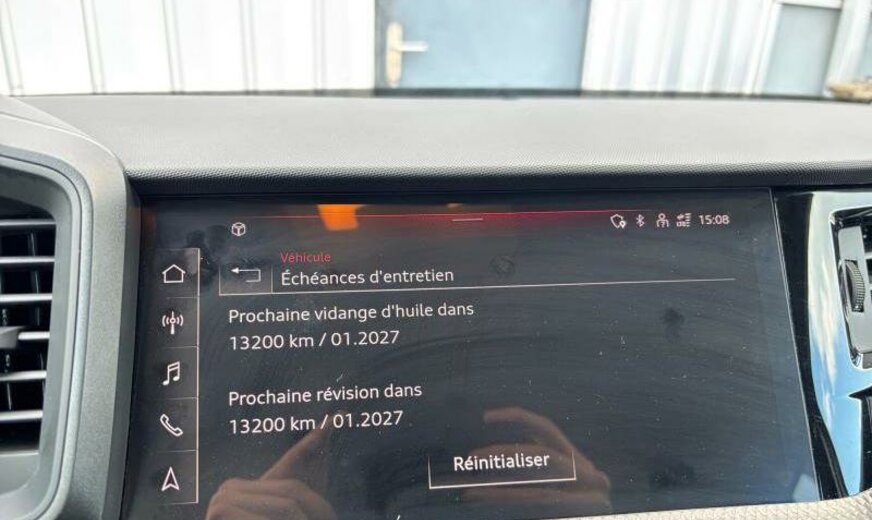 15:08
Véhicule
Échéances d'entretien
Prochaine vidange d'huile dans
13200 km / 01.2027
Prochaine révision dans
13200 km / 01.2027
Réinitialiser